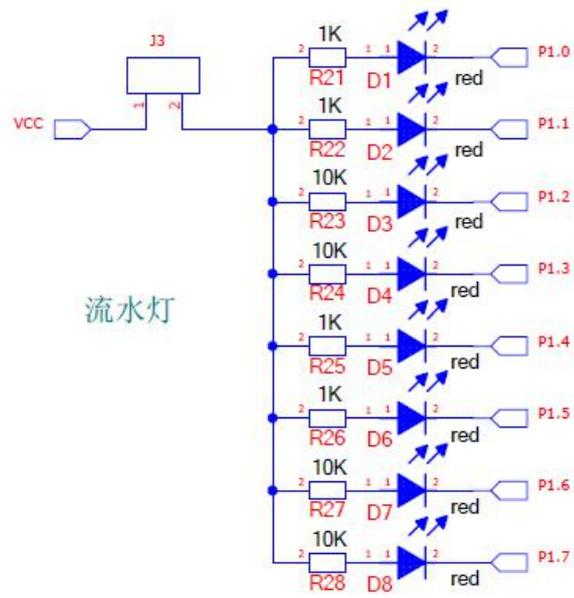 J3
1 2
VCC
流水灯
1K
2 1 1 2
R21 D1 red P1.0
1K
2 1 1 2
R22 D2 red P1.1
10K
2 1 1 2
R23 D3 red P1.2
10K
2 1 1 2
R24 D4 red P1.3
1K
2 1 1 2
R25 D5 red P1.4
1K
2 1 1 2
R26 D6 red P1.5
10K
2 1 1 2
R27 D7 red P1.6
10K
2 1 1 2
R28 D8 red P1.7